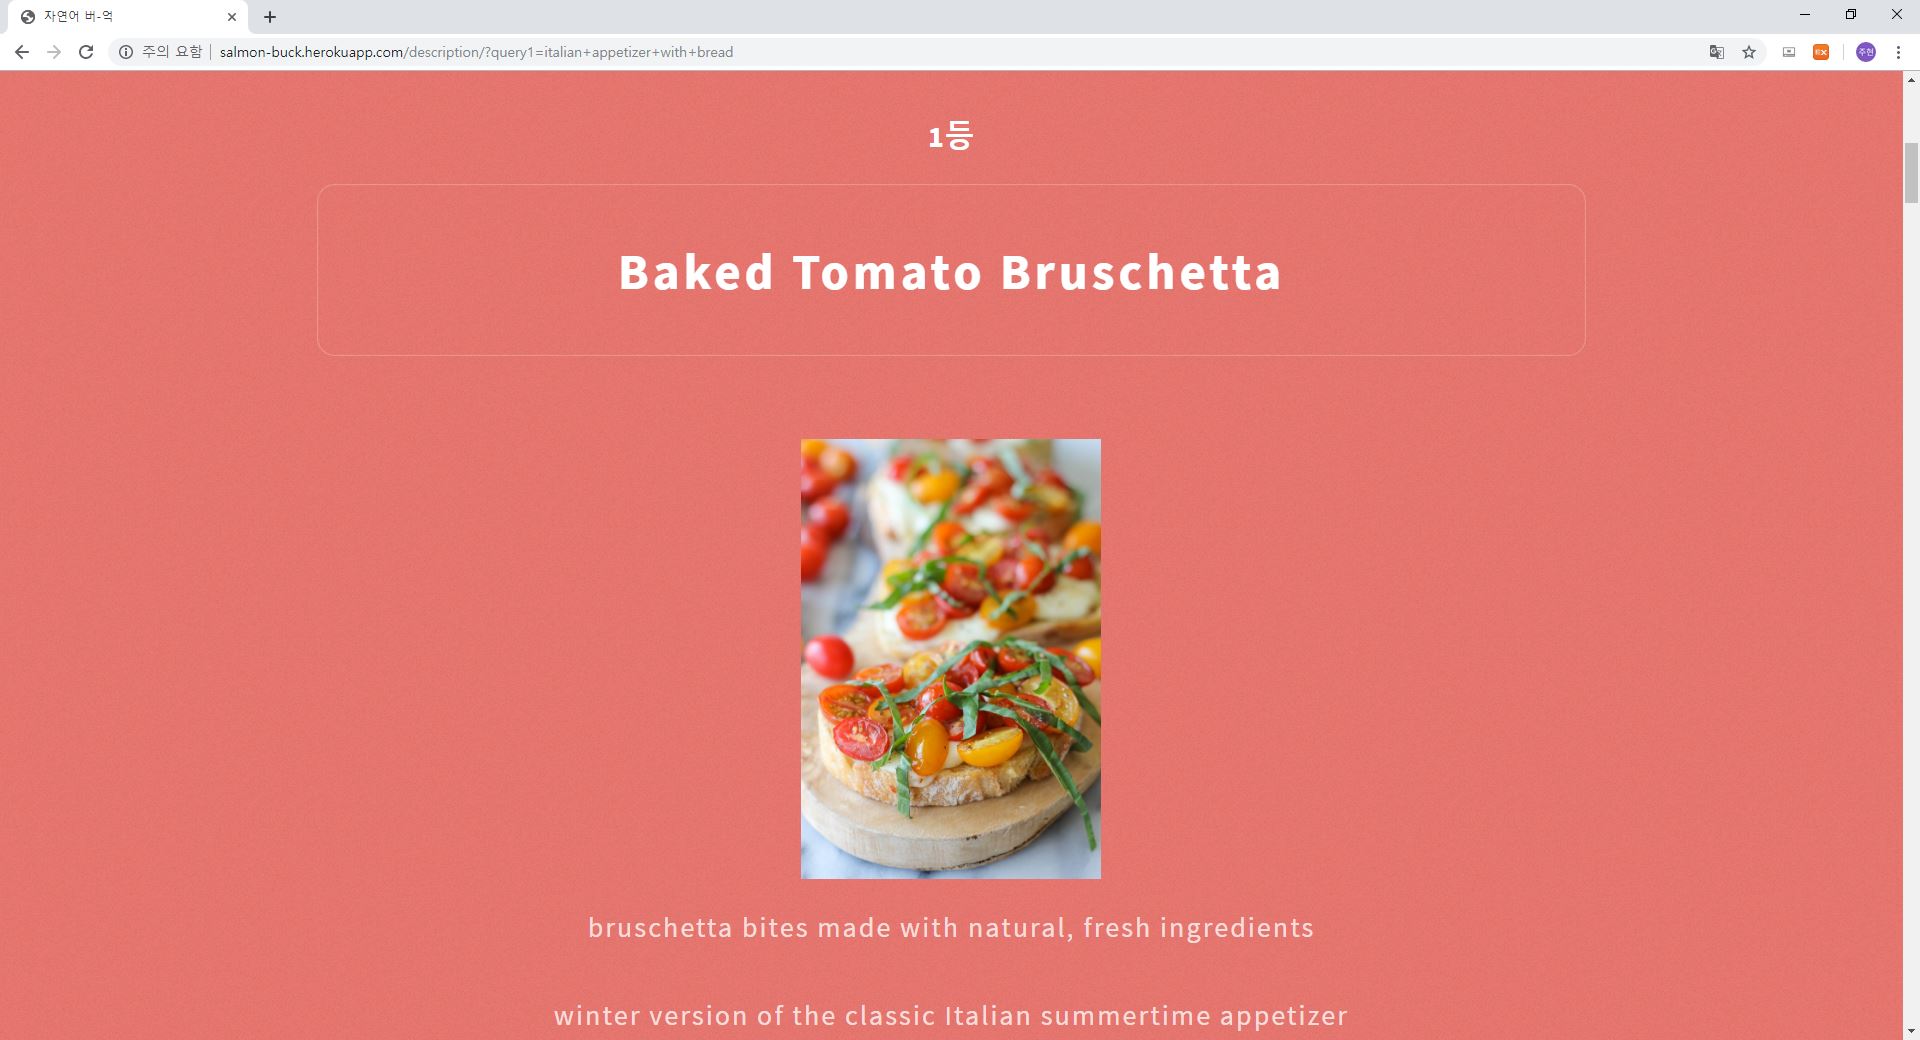 자연어 버-억
주의 요함
salmon-buck.herokuapp.com/description/?query1=italian+appetizer+with+bread
주현
1등
Baked Tomato Bruschetta
bruschetta bites made with natural, fresh ingredients
winter version of the classic Italian summertime appetizer